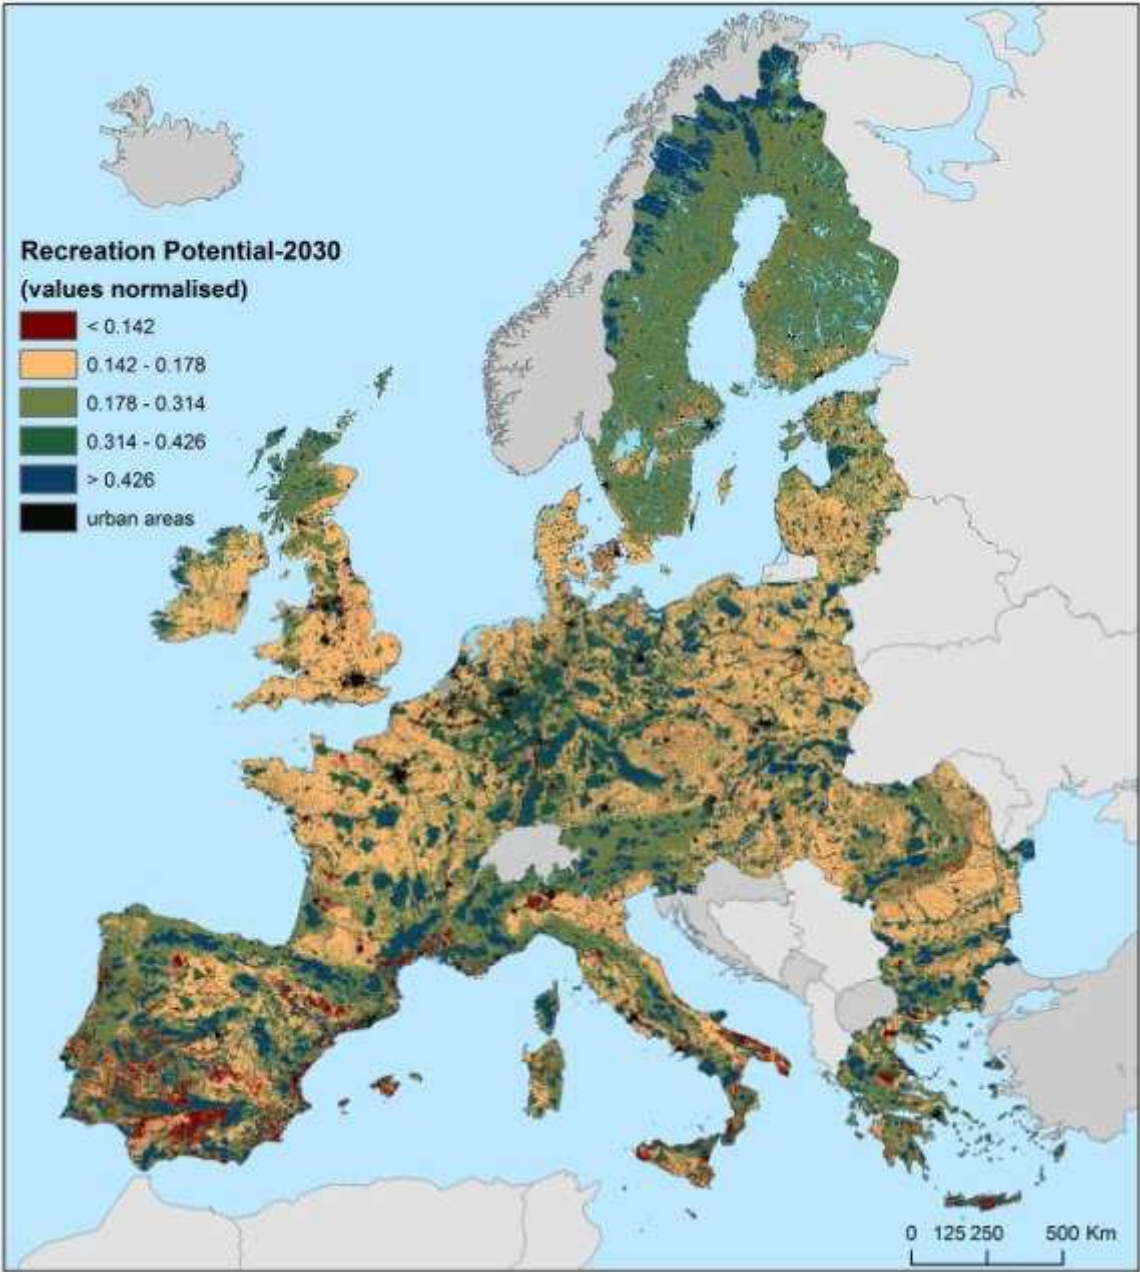 Recreation Potential-2030
(values normalised)
< 0.142
0.142 - 0.178
0.178 - 0.314
0.314 - 0.426
> 0.426
urban areas
0 125 250 500 Km